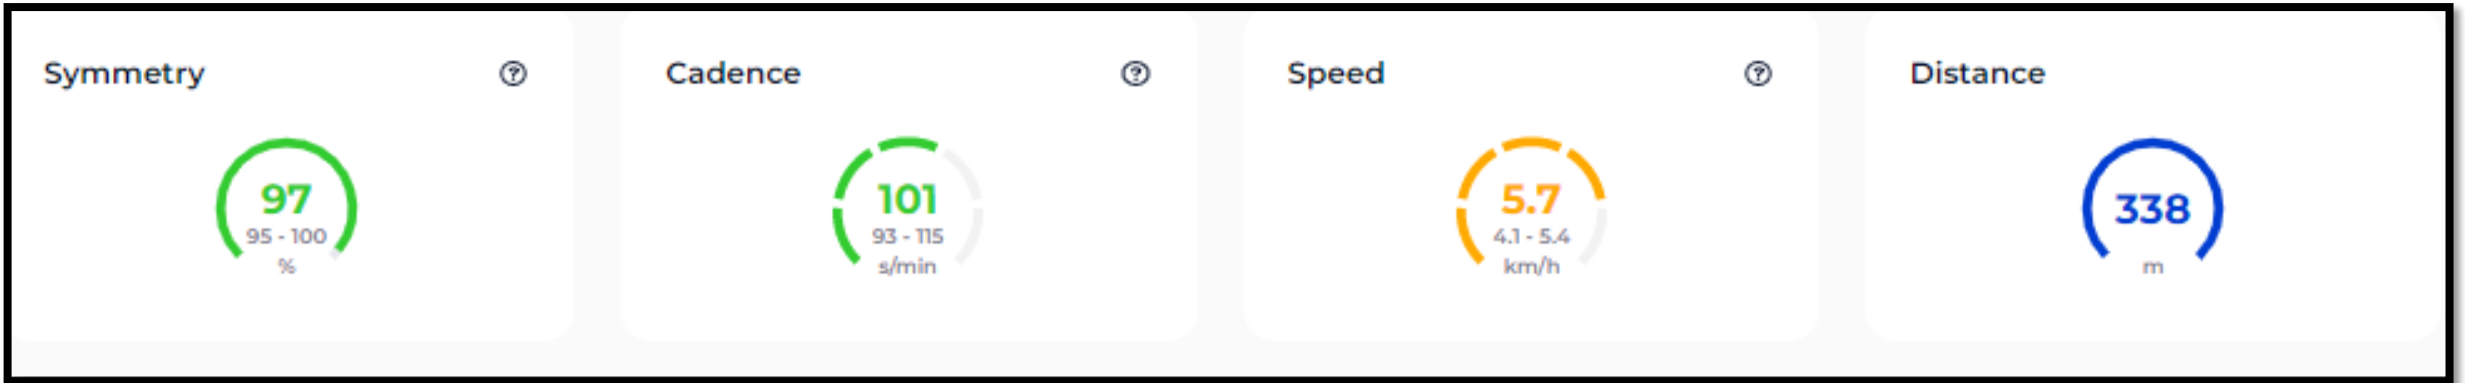 Symmetry
97
95 - 100
%
Cadence
101
93 - 115
s/min
Speed
5.7
4.1 - 5.4
km/h
Distance
338
m